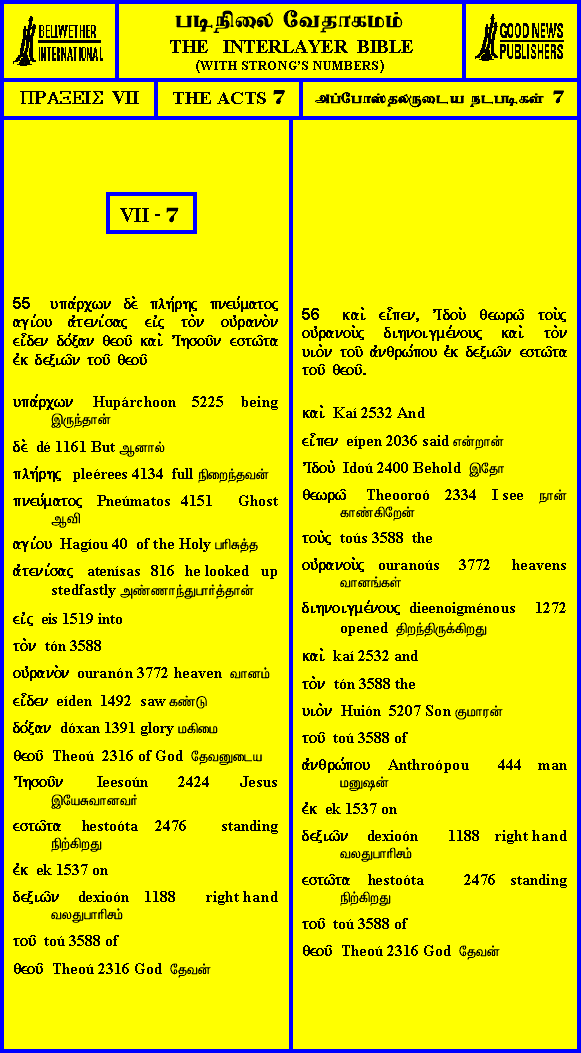 BELLWETHER
INTERNATIONAL
படிநிலை வேதாகமம்
THE INTERLAYER BIBLE
(WITH STRONG'S NUMBERS)
GOOD NEWS
PUBLISHERS
ΠΡΑΞΕΙΣ VII
THE ACTS 7
அப்போஸ்தலருடைய நடபடிகள் 7
VII - 7
55 υπάρχων δὲ πλήρης πνεύματος
αγίου ἀτενίσας εἰς τὸν οὐρανὸν
εἶδεν δόξαν θεοῦ καὶ Ἰησοῦν εστῶτα
ἐκ δεξιῶν τοῦ θεοῦ
υπάρχων Hupárchoon 5225 being
இருந்தான்
δὲ dé 1161 But ஆனால்
πλήρης pleérees 4134 full நிறைந்தவன்
πνεύματος Pneúmatos 4151 Ghost
ஆவி
αγίου Hagíou 40 of the Holy பரிசுத்த
ἀτενίσας atenísas 816 he looked up
stedfastly அண்ணாந்துபார்த்தான்
εἰς eis 1519 into
τὸν tón 3588
οὐρανὸν ouranón 3772 heaven வானம்
εἶδεν eíden 1492 saw கண்டு
δόξαν dóxan 1391 glory மகிமை
θεοῦ Theoú 2316 of God தேவனுடைய
Ἰησοῦν Ieesoún 2424 Jesus
இயேசுவானவர்
εστῶτα hestoóta 2476 standing
நிற்கிறது
ἐκ ek 1537 on
δεξιῶν dexioón 1188 right hand
வலதுபாரிசம்
τοῦ toú 3588 of
θεοῦ Theoú 2316 God தேவன்
56 καὶ εἶπεν, Ἰδοὺ θεωρῶ τοὺς
οὐρανοὺς διηνοιγμένους καὶ τὸν
υιὸν τοῦ ἀνθρώπου ἐκ δεξιῶν εστῶτα
τοῦ θεοῦ.
καὶ Kaí 2532 And
εἶπεν eípen 2036 said என்றான்
Ἰδοὺ Idoú 2400 Behold இதோ
θεωρῶ Theooroó 2334 I see நான்
காண்கிறேன்
τοὺς toús 3588 the
οὐρανοὺς ouranoús 3772 heavens
வானங்கள்
διηνοιγμένους dieenoigménous 1272
opened திறந்திருக்கிறது
καὶ kaí 2532 and
τὸν tón 3588 the
υιὸν Huión 5207 Son குமாரன்
τοῦ toú 3588 of
ἀνθρώπου Anthroópou 444 man
மனுஷன்
ἐκ ek 1537 on
δεξιῶν dexioón 1188 right hand
வலதுபாரிசம்
εστῶτα hestoóta 2476 standing
நிற்கிறது
τοῦ toú 3588 of
θεοῦ Theoú 2316 God தேவன்